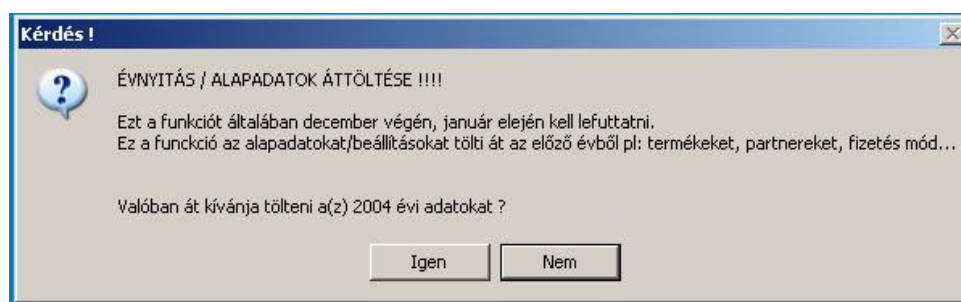 Kérdés !
ÉVNYITÁS / ALAPADATOK ÁTTÖLTÉSE !!!!
Ezt a funkciót általában december végén, január elején kell lefuttatni.
Ez a funckció az alapadatokat/beállításokat tölti át az előző évből pl: termékeket, partnereket, fizetés mód...
Valóban át kívánja tölteni a(z) 2004 évi adatokat ?
Igen
Nem